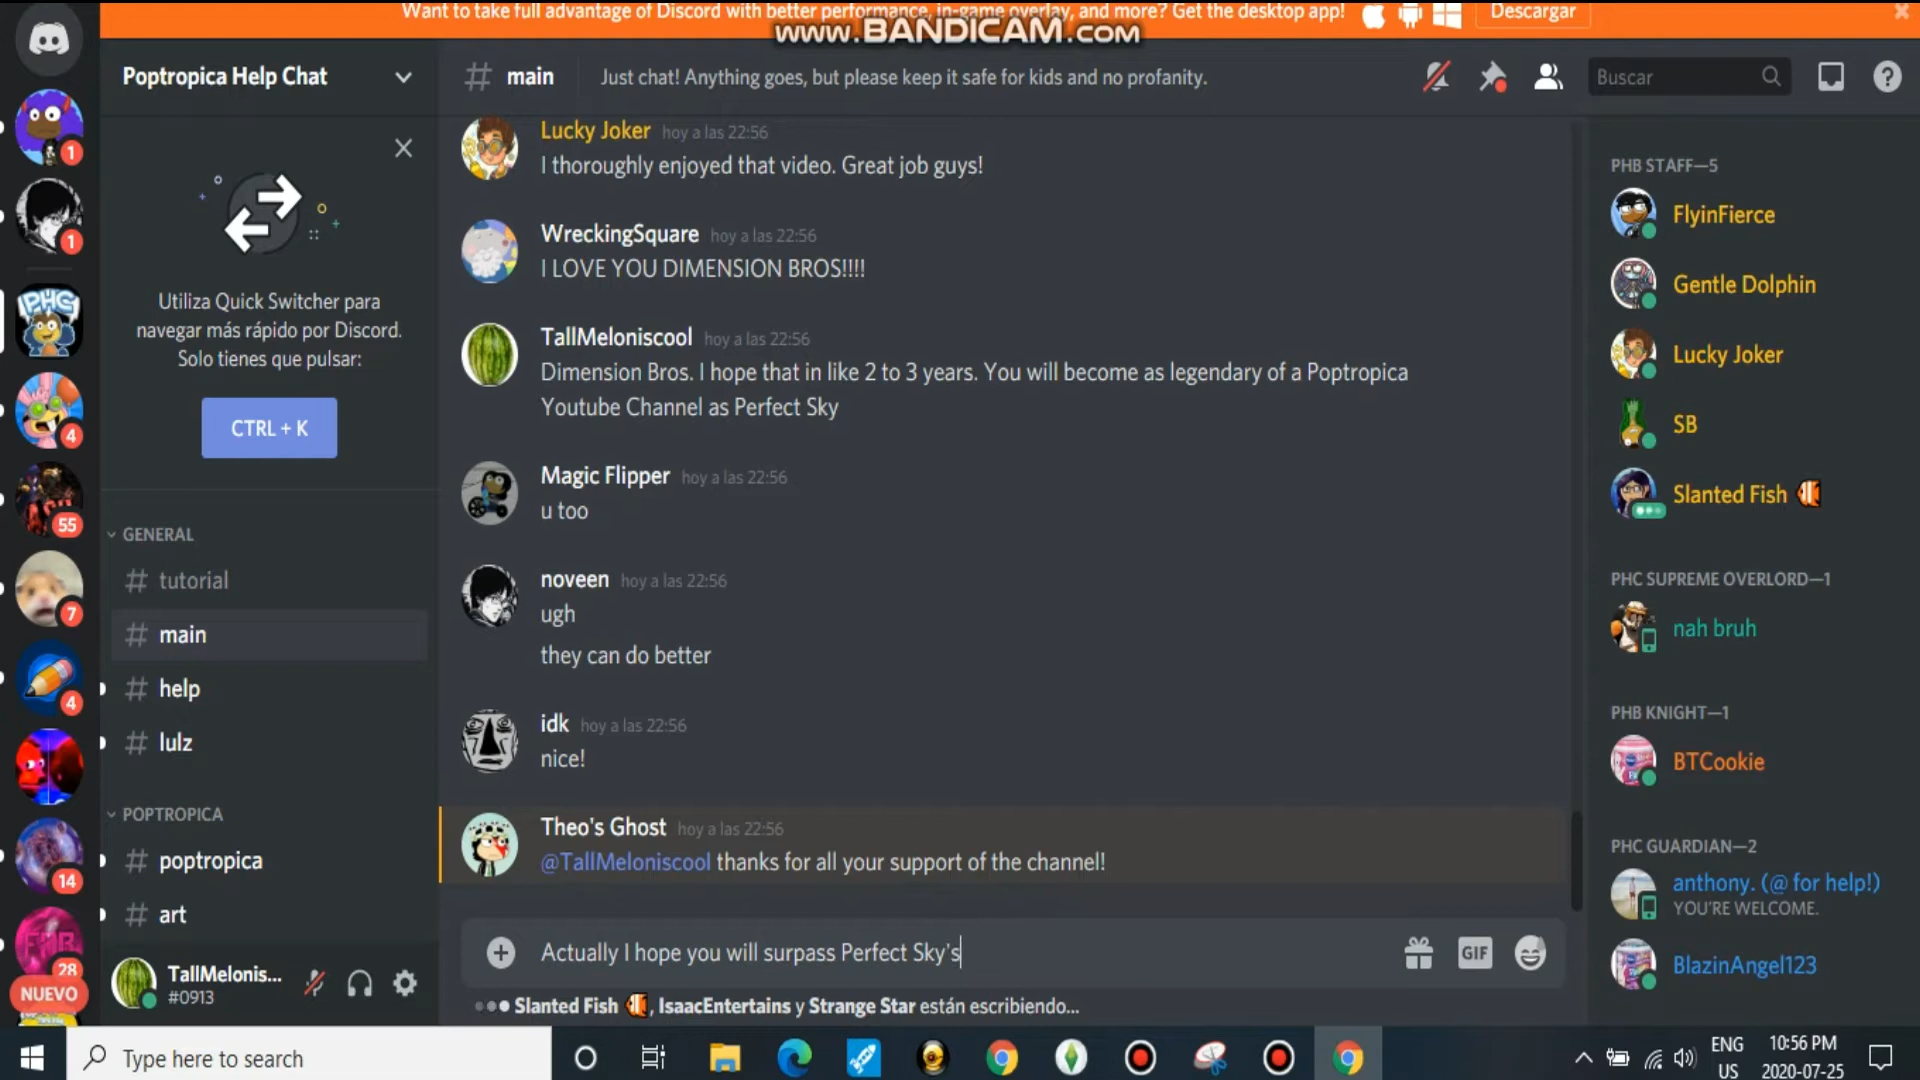 Want to take full advantage of Discord with better performance, in-game overlay, and more? Get the desktop app!
Descargar
www.BANDICAM.com
Poptropica Help Chat
main
Just chat! Anything goes, but please keep it safe for kids and no profanity.
Buscar
1
1
PHC
4
55
7
4
14
FHB
28
NUEVO
Utiliza Quick Switcher para
navegar más rápido por Discord.
Solo tienes que pulsar:
CTRL + K
GENERAL
# tutorial
# main
# help
# lulz
POPTROPICA
# poptropica
# art
TallMelonis...
#0913
Lucky Joker hoy a las 22:56
I thoroughly enjoyed that video. Great job guys!
WreckingSquare hoy a las 22:56
I LOVE YOU DIMENSION BROS!!!!
TallMeloniscool hoy a las 22:56
Dimension Bros. I hope that in like 2 to 3 years. You will become as legendary of a Poptropica
Youtube Channel as Perfect Sky
Magic Flipper hoy a las 22:56
u too
noveen hoy a las 22:56
ugh
they can do better
idk hoy a las 22:56
nice!
Theo's Ghost hoy a las 22:56
@TallMeloniscool thanks for all your support of the channel!
Actually I hope you will surpass Perfect Sky's
GIF
Slanted Fish, IsaacEntertains y Strange Star están escribiendo...
PHB STAFF—5
FlyinFierce
Gentle Dolphin
Lucky Joker
SB
Slanted Fish
PHC SUPREME OVERLORD—1
nah bruh
PHB KNIGHT—1
BTCookie
PHC GUARDIAN—2
anthony. (@ for help!)
YOU'RE WELCOME.
BlazinAngel123
Type here to search
ENG
US
10:56 PM
2020-07-25